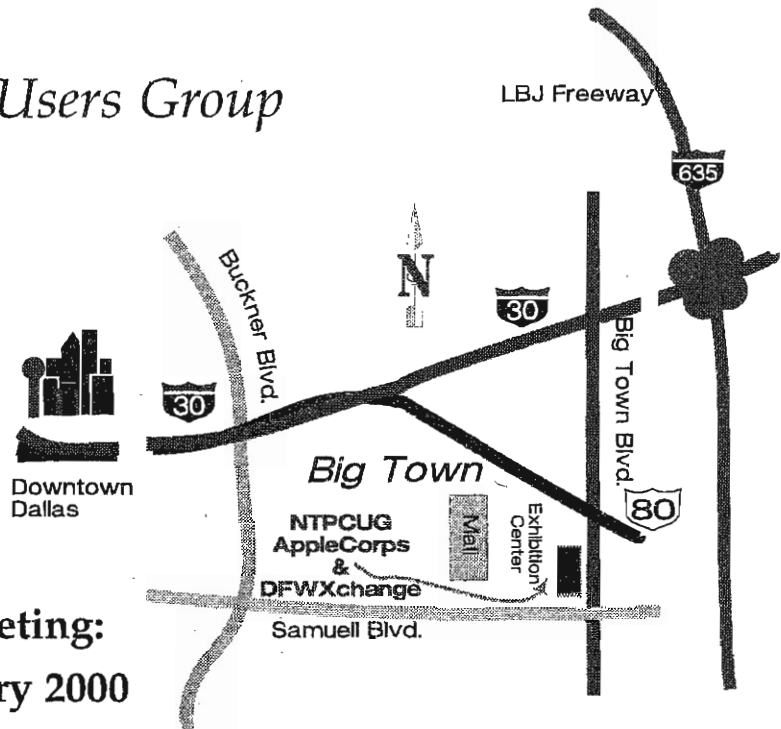 Users Group
LBJ Freeway
635
Buckner Blvd.
N
30
Big Town Blvd.
30
Downtown
Dallas
Big Town
80
NTPCUG
AppleCorps
&
DFWXchange
Mall
Exhibition
Center
Samuell Blvd.
eting:
ry 2000